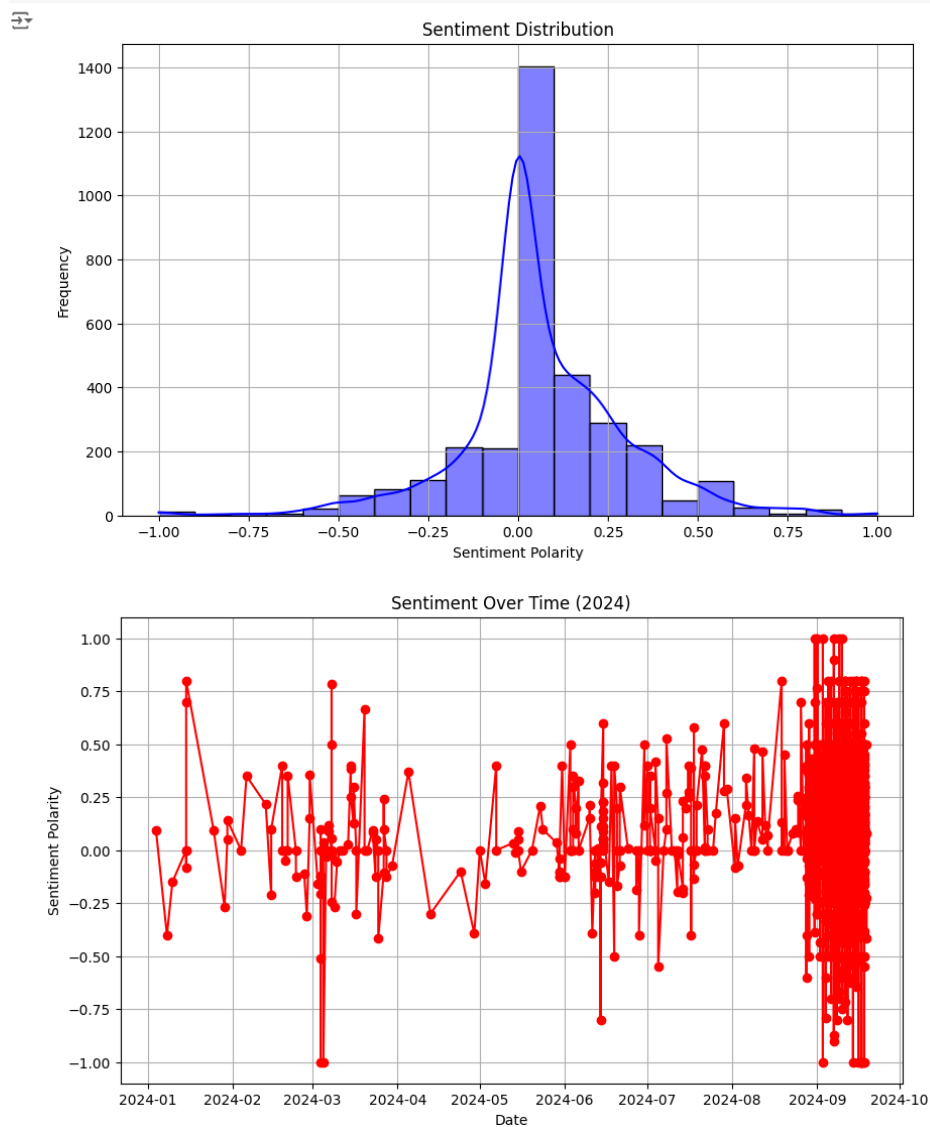 Sentiment Distribution
1400
1200
1000
800
600
400
200
0
Frequency
−1.00 −0.75 −0.50 −0.25 0.00 0.25 0.50 0.75 1.00
Sentiment Polarity
Sentiment Over Time (2024)
1.00
0.75
0.50
0.25
0.00
−0.25
−0.50
−0.75
−1.00
Sentiment Polarity
2024-01 2024-02 2024-03 2024-04 2024-05 2024-06 2024-07 2024-08 2024-09 2024-10
Date